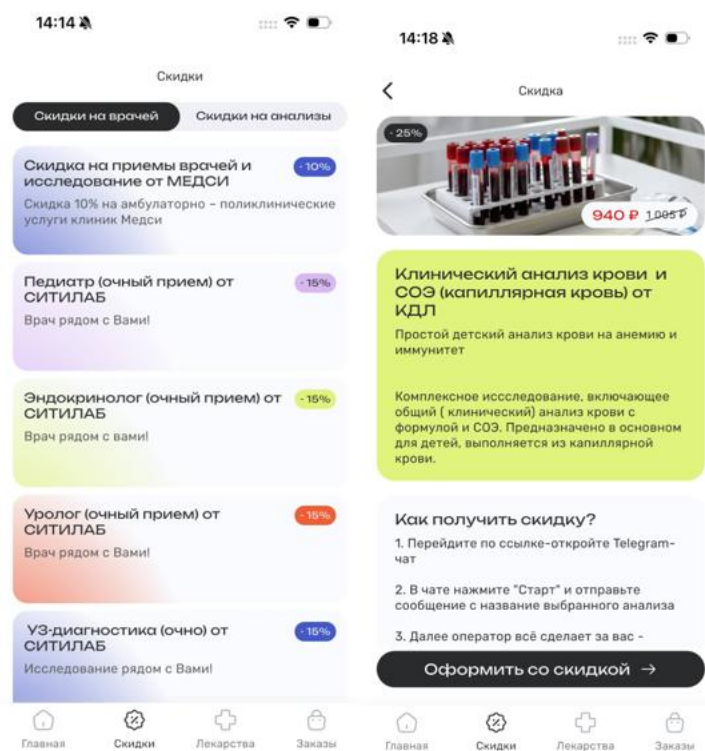 14:14
Скидки
Скидки на врачей
Скидки на анализы
Скидка на приемы врачей и
исследование от МЕДСИ
- 10%
Скидка 10% на амбулаторно – поликлинические
услуги клиник Медси
Педиатр (очный прием) от
СИТИЛАБ
- 15%
Врач рядом с Вами!
Эндокринолог (очный прием) от
СИТИЛАБ
- 15%
Врач рядом с вами!
Уролог (очный прием) от
СИТИЛАБ
- 15%
Врач рядом с Вами!
УЗ-диагностика (очно) от
СИТИЛАБ
- 15%
Исследование рядом с Вами!
Главная
Скидки
Лекарства
Заказы
14:18
Скидка
- 25%
940 ₽ 1 005 ₽
Клинический анализ крови и
СОЭ (капиллярная кровь) от
КДЛ
Простой детский анализ крови на анемию и
иммунитет
Комплексное иссследование, включающее
общий ( клинический) анализ крови с
формулой и СОЭ. Предназначено в основном
для детей, выполняется из капиллярной
крови.
Как получить скидку?
1. Перейдите по ссылке-откройте Telegram-
чат
2. В чате нажмите "Старт" и отправьте
сообщение с название выбранного анализа
3. Далее оператор всё сделает за вас -
Оформить со скидкой →
Главная
Скидки
Лекарства
Заказы